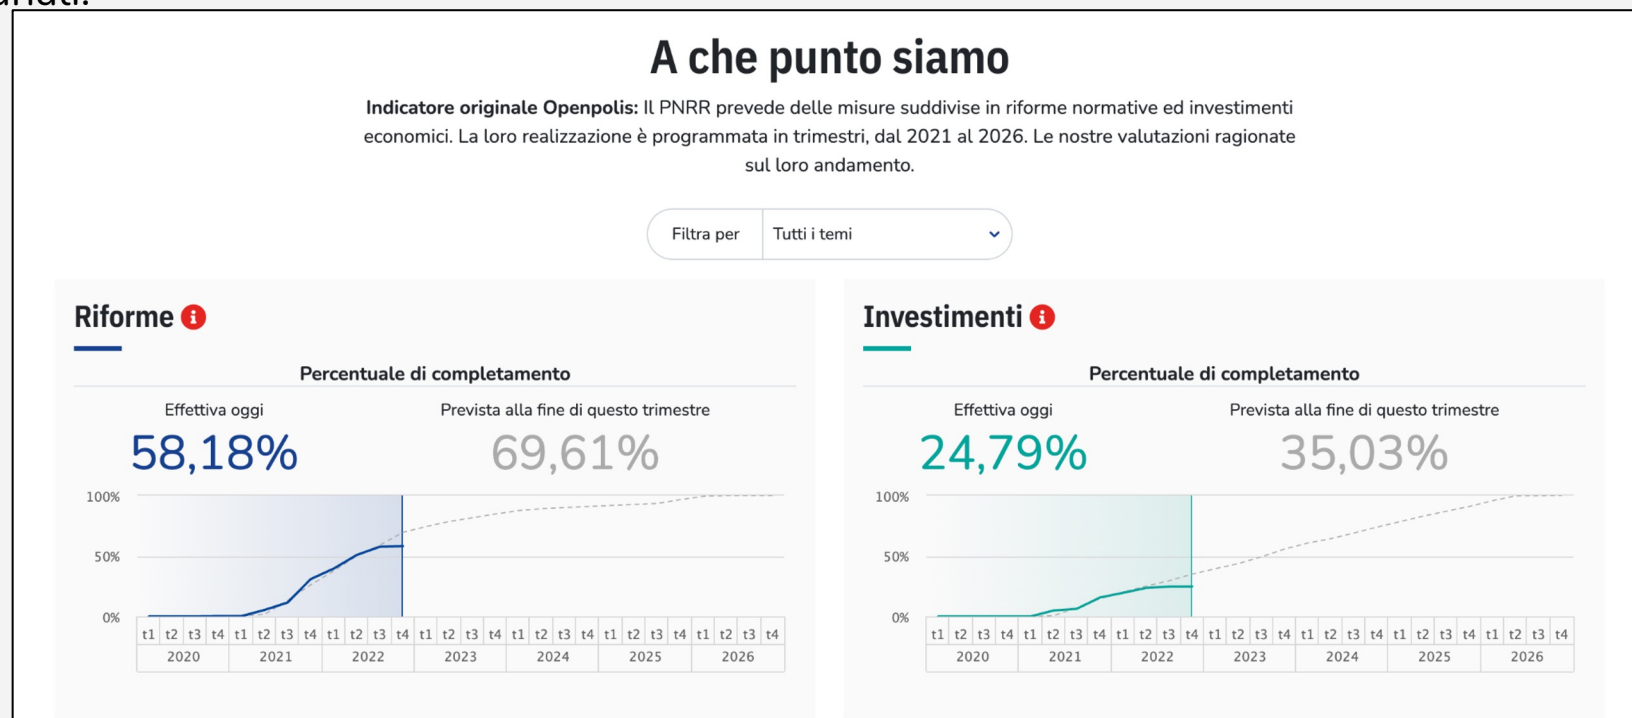 A che punto siamo
Indicatore originale Openpolis: Il PNRR prevede delle misure suddivise in riforme normative ed investimenti
economici. La loro realizzazione è programmata in trimestri, dal 2021 al 2026. Le nostre valutazioni ragionate
sul loro andamento.
Filtra per Tutti i temi
Riforme
Percentuale di completamento
Effettiva oggi Prevista alla fine di questo trimestre
58,18% 69,61%
100%
50%
0%
t1 t2 t3 t4 t1 t2 t3 t4 t1 t2 t3 t4 t1 t2 t3 t4 t1 t2 t3 t4 t1 t2 t3 t4 t1 t2 t3 t4
2020 2021 2022 2023 2024 2025 2026
Investimenti
Percentuale di completamento
Effettiva oggi Prevista alla fine di questo trimestre
24,79% 35,03%
100%
50%
0%
t1 t2 t3 t4 t1 t2 t3 t4 t1 t2 t3 t4 t1 t2 t3 t4 t1 t2 t3 t4 t1 t2 t3 t4 t1 t2 t3 t4
2020 2021 2022 2023 2024 2025 2026